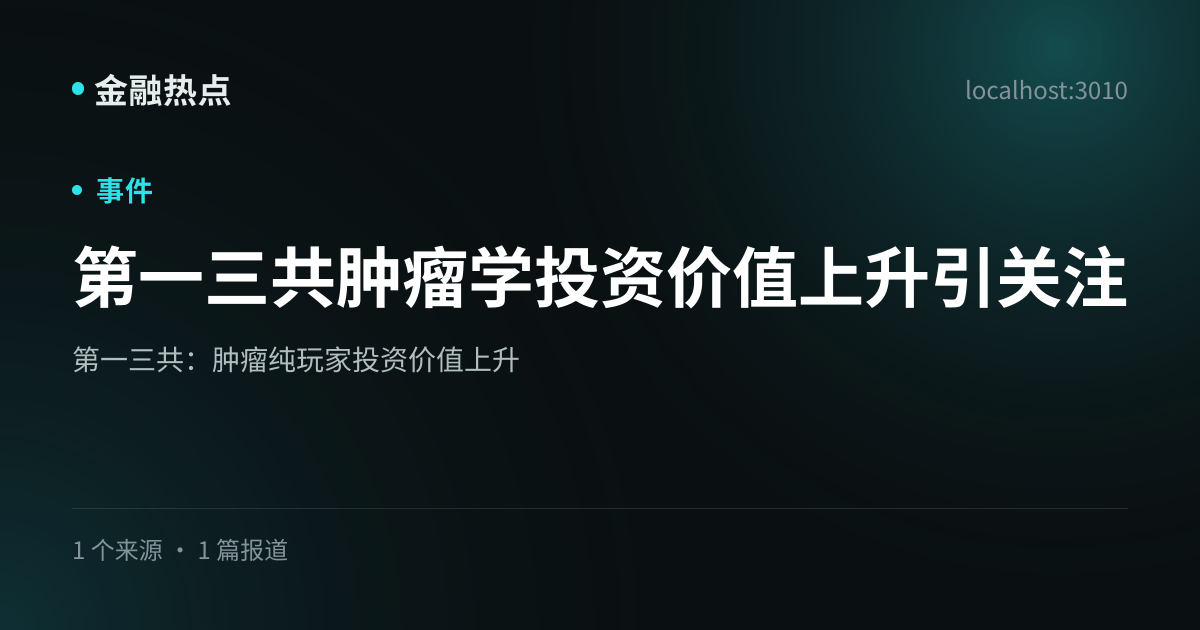 金融热点
localhost:3010
事件
第一三共肿瘤学投资价值上升引关注
第一三共：肿瘤纯玩家投资价值上升
1 个来源 · 1 篇报道